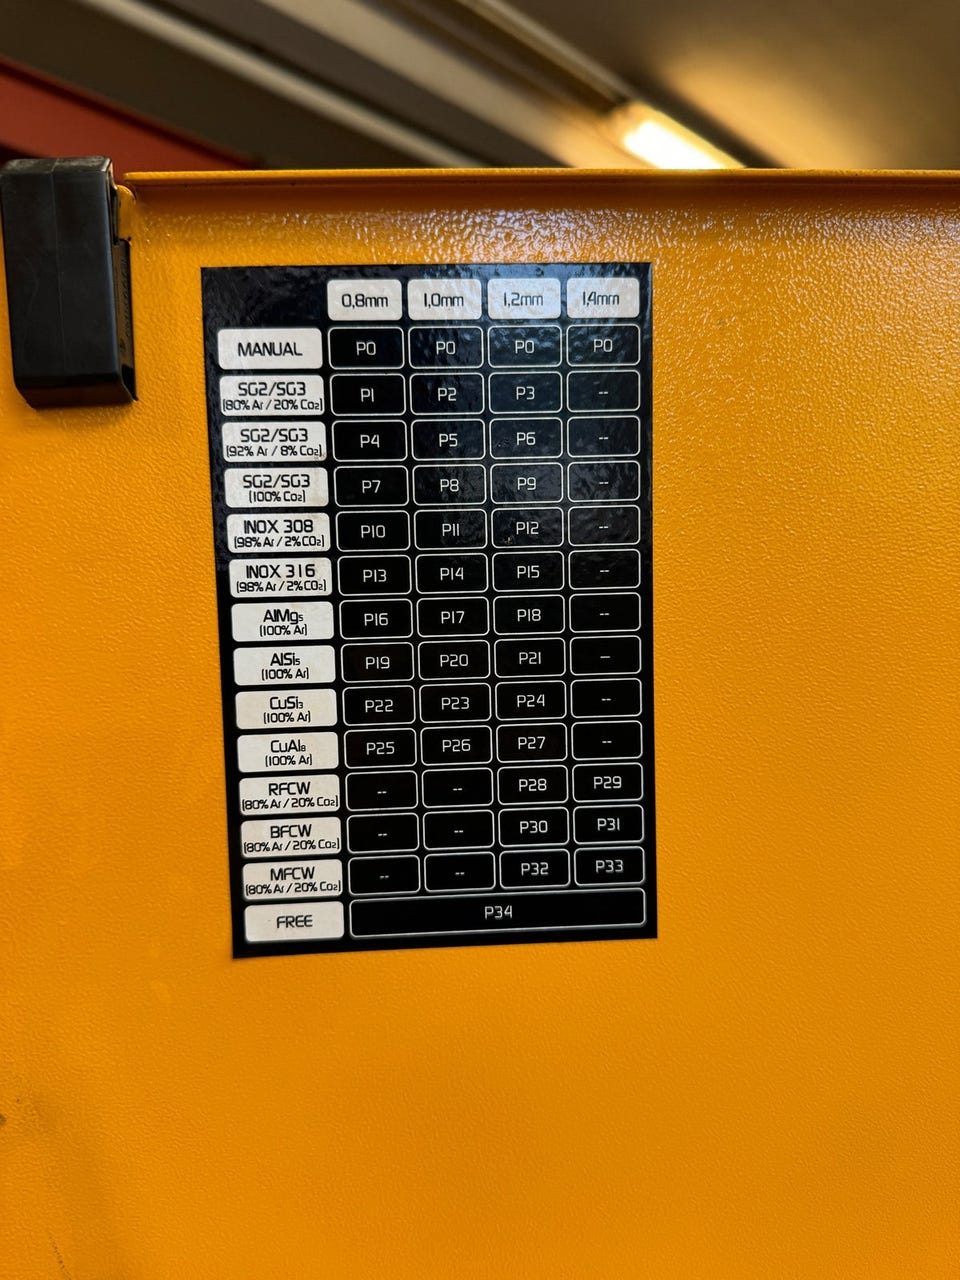 0,8mm 1,0mm 1,2mm 1,4mm
MANUAL P0 P0 P0 P0
SG2/SG3 P1 P2 P3 --
(80% Ar / 20% Co₂)
SG2/SG3 P4 P5 P6 --
(92% Ar / 8% Co₂)
SG2/SG3 P7 P8 P9 --
(100% Co₂)
INOX 308 P10 P11 P12 --
(98% Ar / 2% CO₂)
INOX 316 P13 P14 P15 --
(98% Ar / 2% CO₂)
AlMg₅ P16 P17 P18 --
(100% Ar)
AlSi₅ P19 P20 P21 --
(100% Ar)
CuSi₃ P22 P23 P24 --
(100% Ar)
CuAl₈ P25 P26 P27 --
(100% Ar)
RFCW -- -- P28 P29
(80% Ar / 20% Co₂)
BFCW -- -- P30 P31
(80% Ar / 20% Co₂)
MFCW -- -- P32 P33
(80% Ar / 20% Co₂)
FREE P34